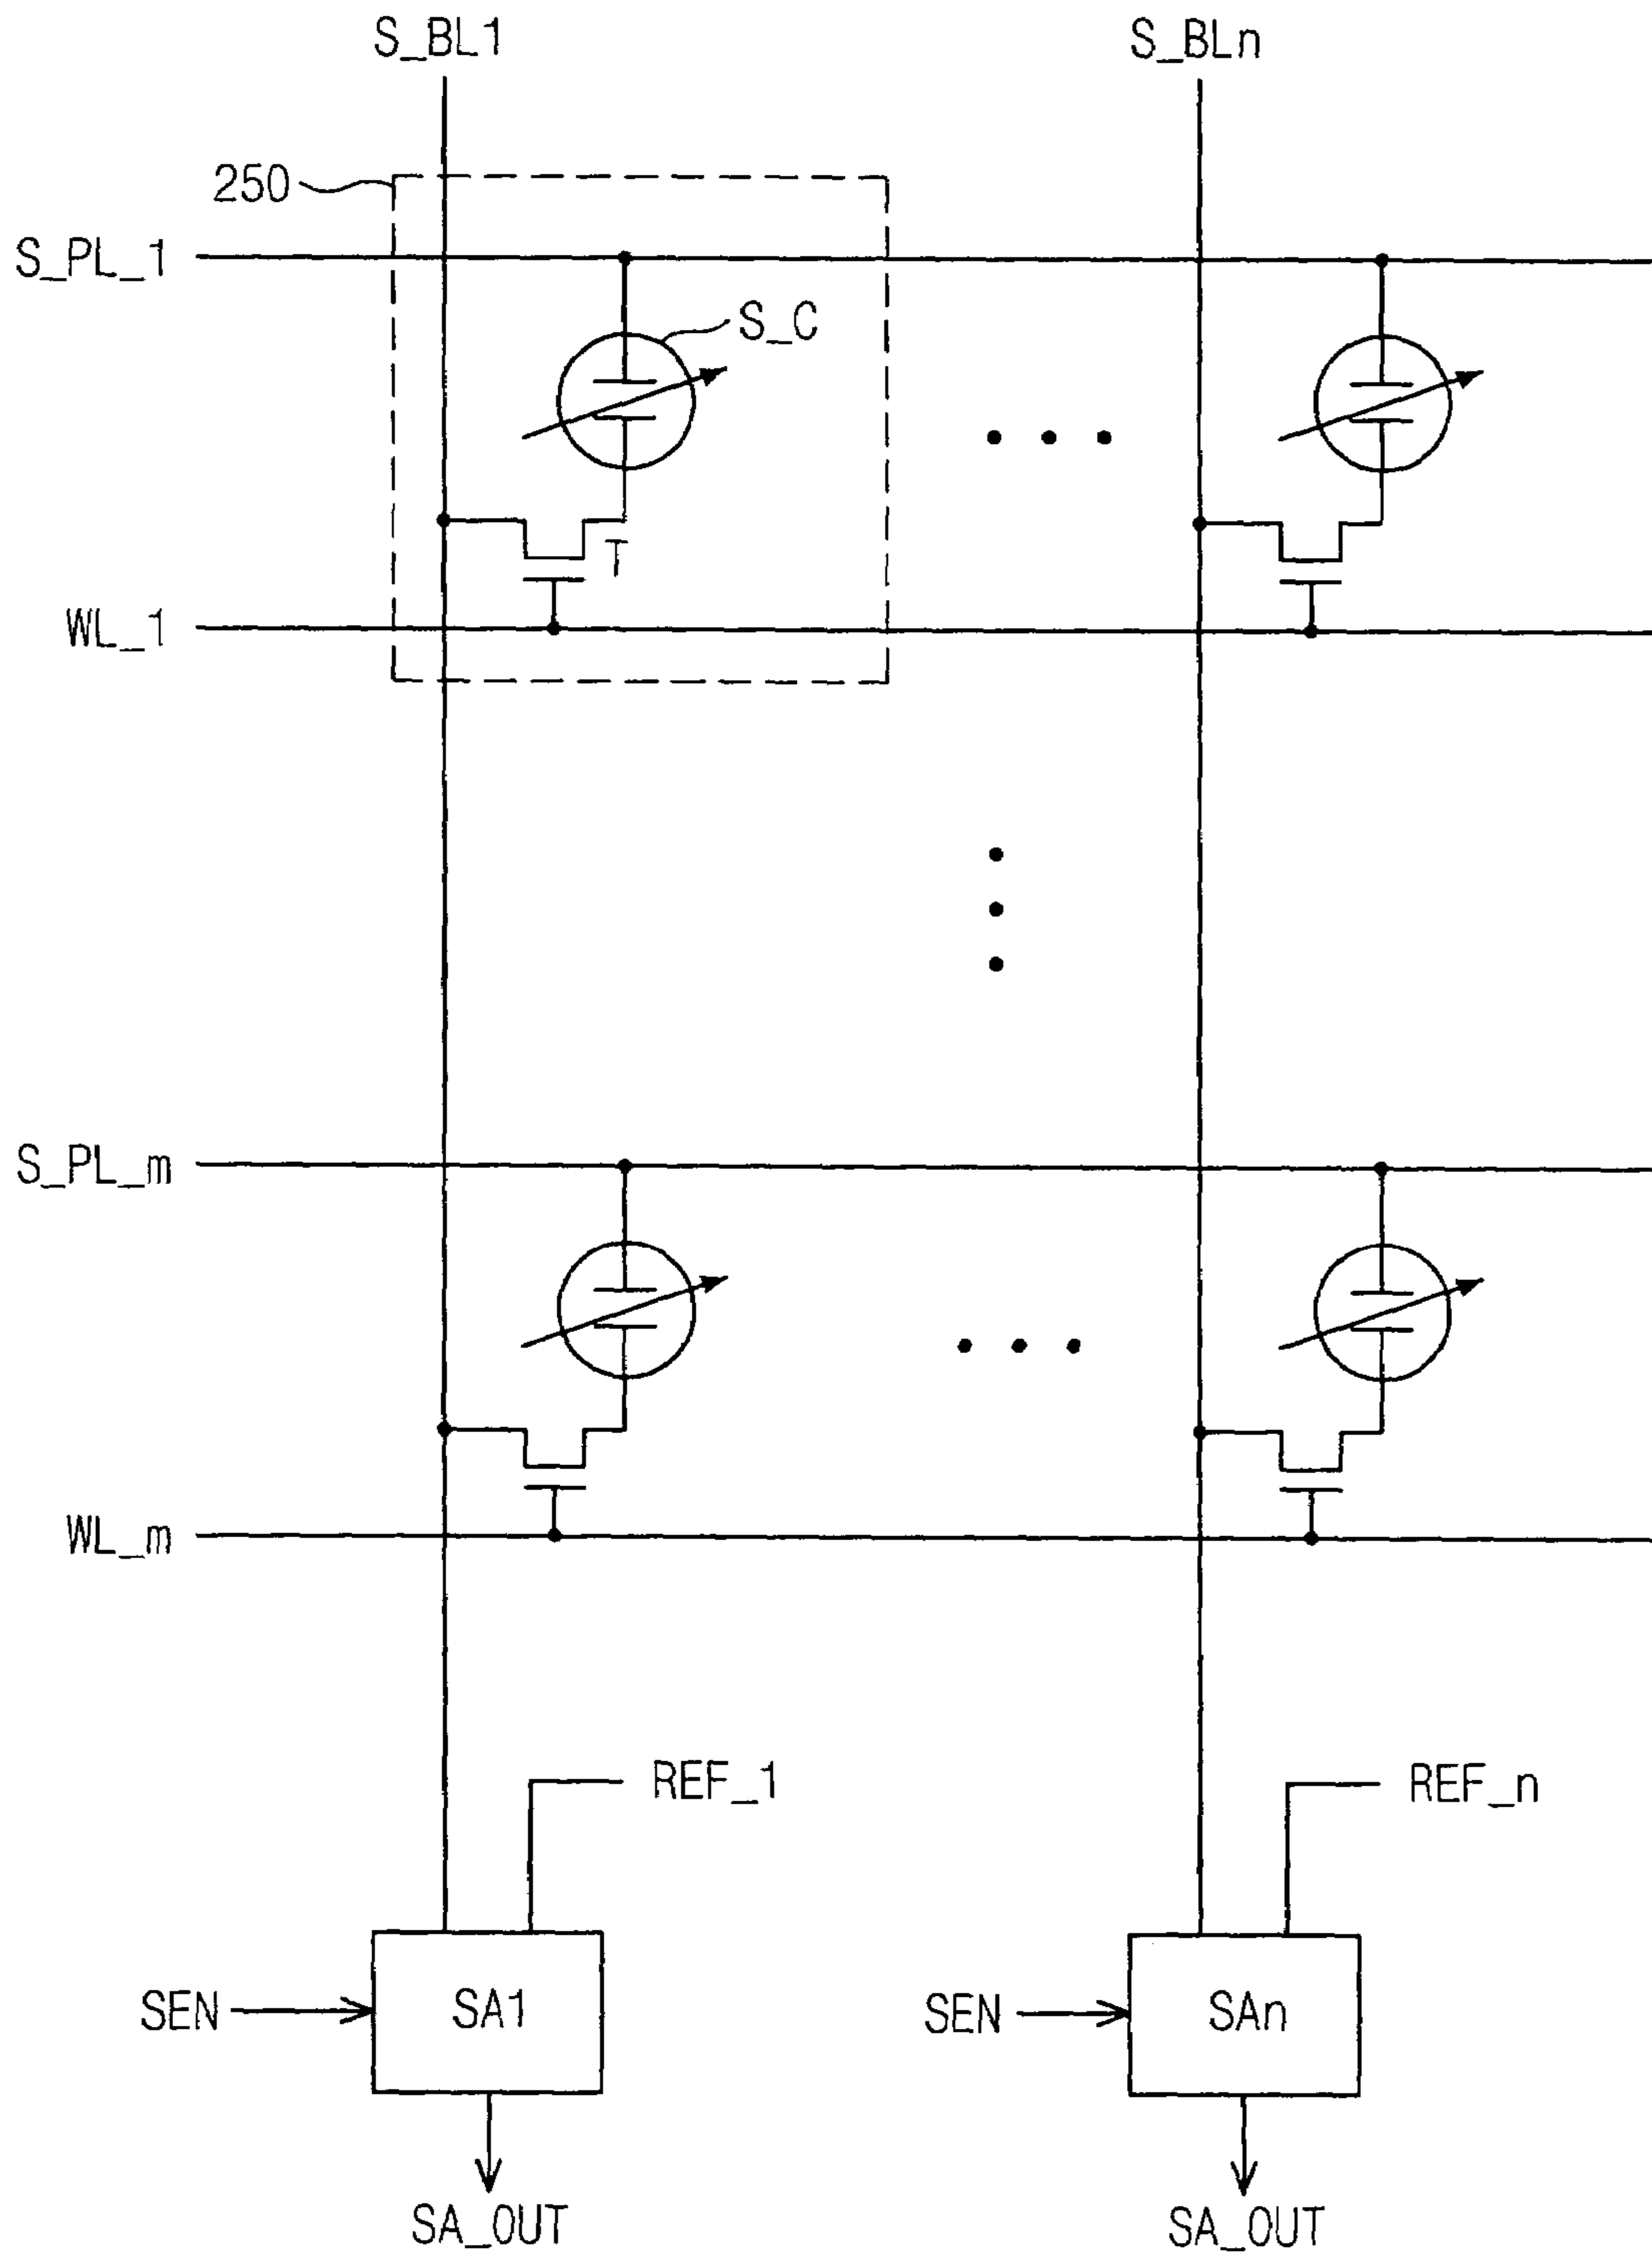 S_BL1
S_BLn
250
S_PL_1
S_C
T
WL_1
S_PL_m
WL_m
REF_1
REF_n
SEN
SA1
SEN
SAn
SA_OUT
SA_OUT